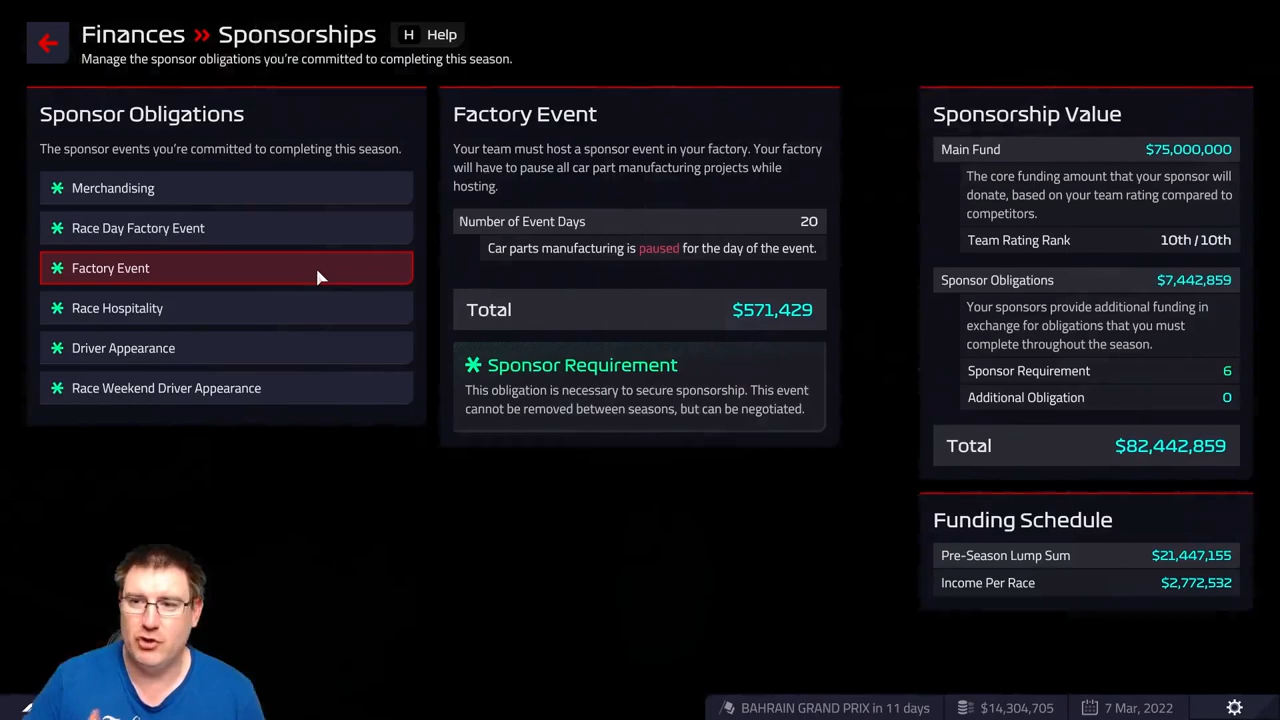 Finances » Sponsorships H Help
Manage the sponsor obligations you're committed to completing this season.
Sponsor Obligations
The sponsor events you're committed to completing this season.
Merchandising
Race Day Factory Event
Factory Event
Race Hospitality
Driver Appearance
Race Weekend Driver Appearance
Factory Event
Your team must host a sponsor event in your factory. Your factory
will have to pause all car part manufacturing projects while
hosting.
Number of Event Days 20
Car parts manufacturing is paused for the day of the event.
Total $571,429
Sponsor Requirement
This obligation is necessary to secure sponsorship. This event
cannot be removed between seasons, but can be negotiated.
Sponsorship Value
Main Fund $75,000,000
The core funding amount that your sponsor will
donate, based on your team rating compared to
competitors.
Team Rating Rank 10th / 10th
Sponsor Obligations $7,442,859
Your sponsors provide additional funding in
exchange for obligations that you must
complete throughout the season.
Sponsor Requirement 6
Additional Obligation 0
Total $82,442,859
Funding Schedule
Pre-Season Lump Sum $21,447,155
Income Per Race $2,772,532
BAHRAIN GRAND PRIX in 11 days $14,304,705 7 Mar, 2022